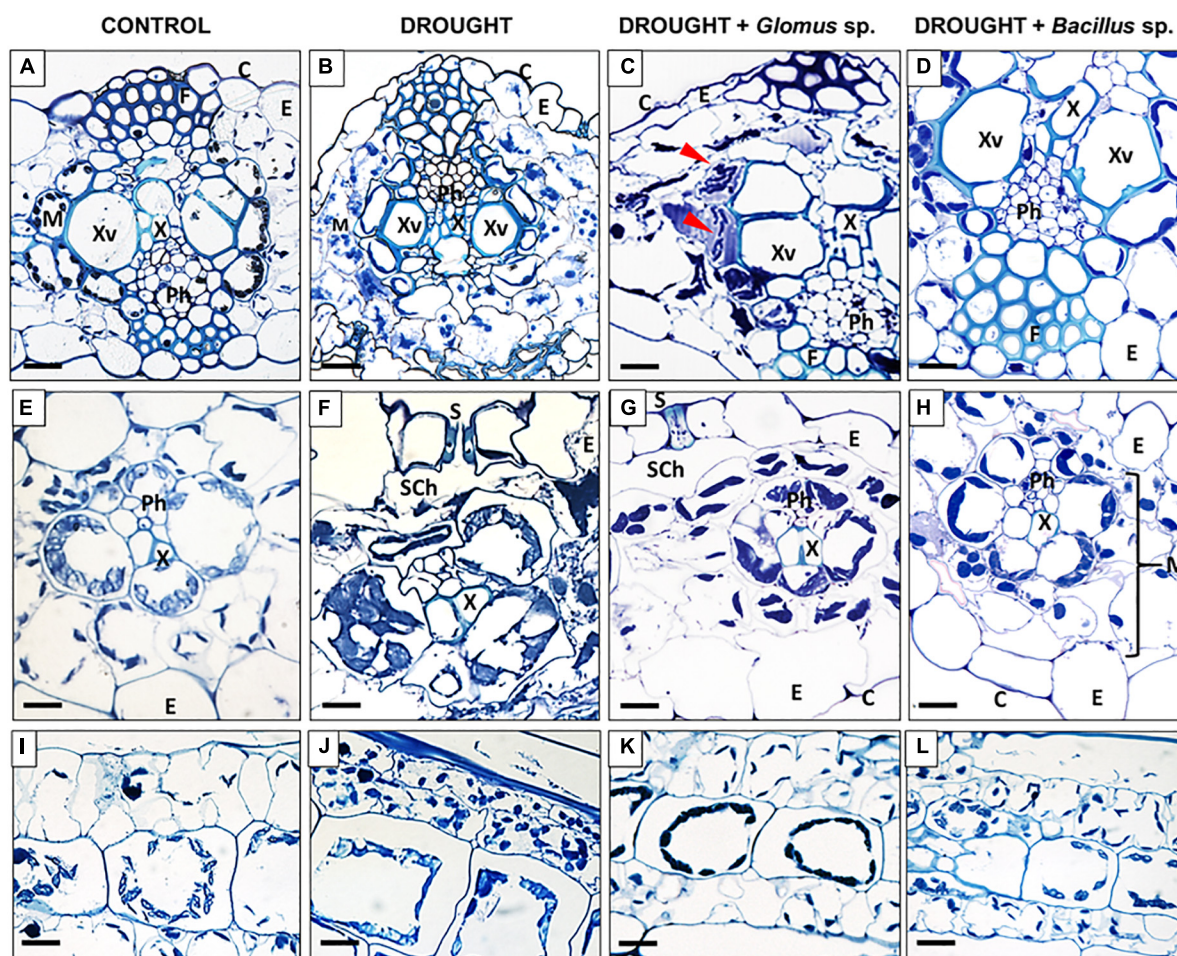 CONTROL DROUGHT DROUGHT + Glomus sp. DROUGHT + Bacillus sp.
A C F E M Xv X Ph
B C E Ph M Xv X Xv
C C E X Xv Ph F
D X Xv Xv Ph F E
E Ph X E
F S E SCh X
G S E SCh Ph X E C
H E Ph X M C E
I
J
K
L